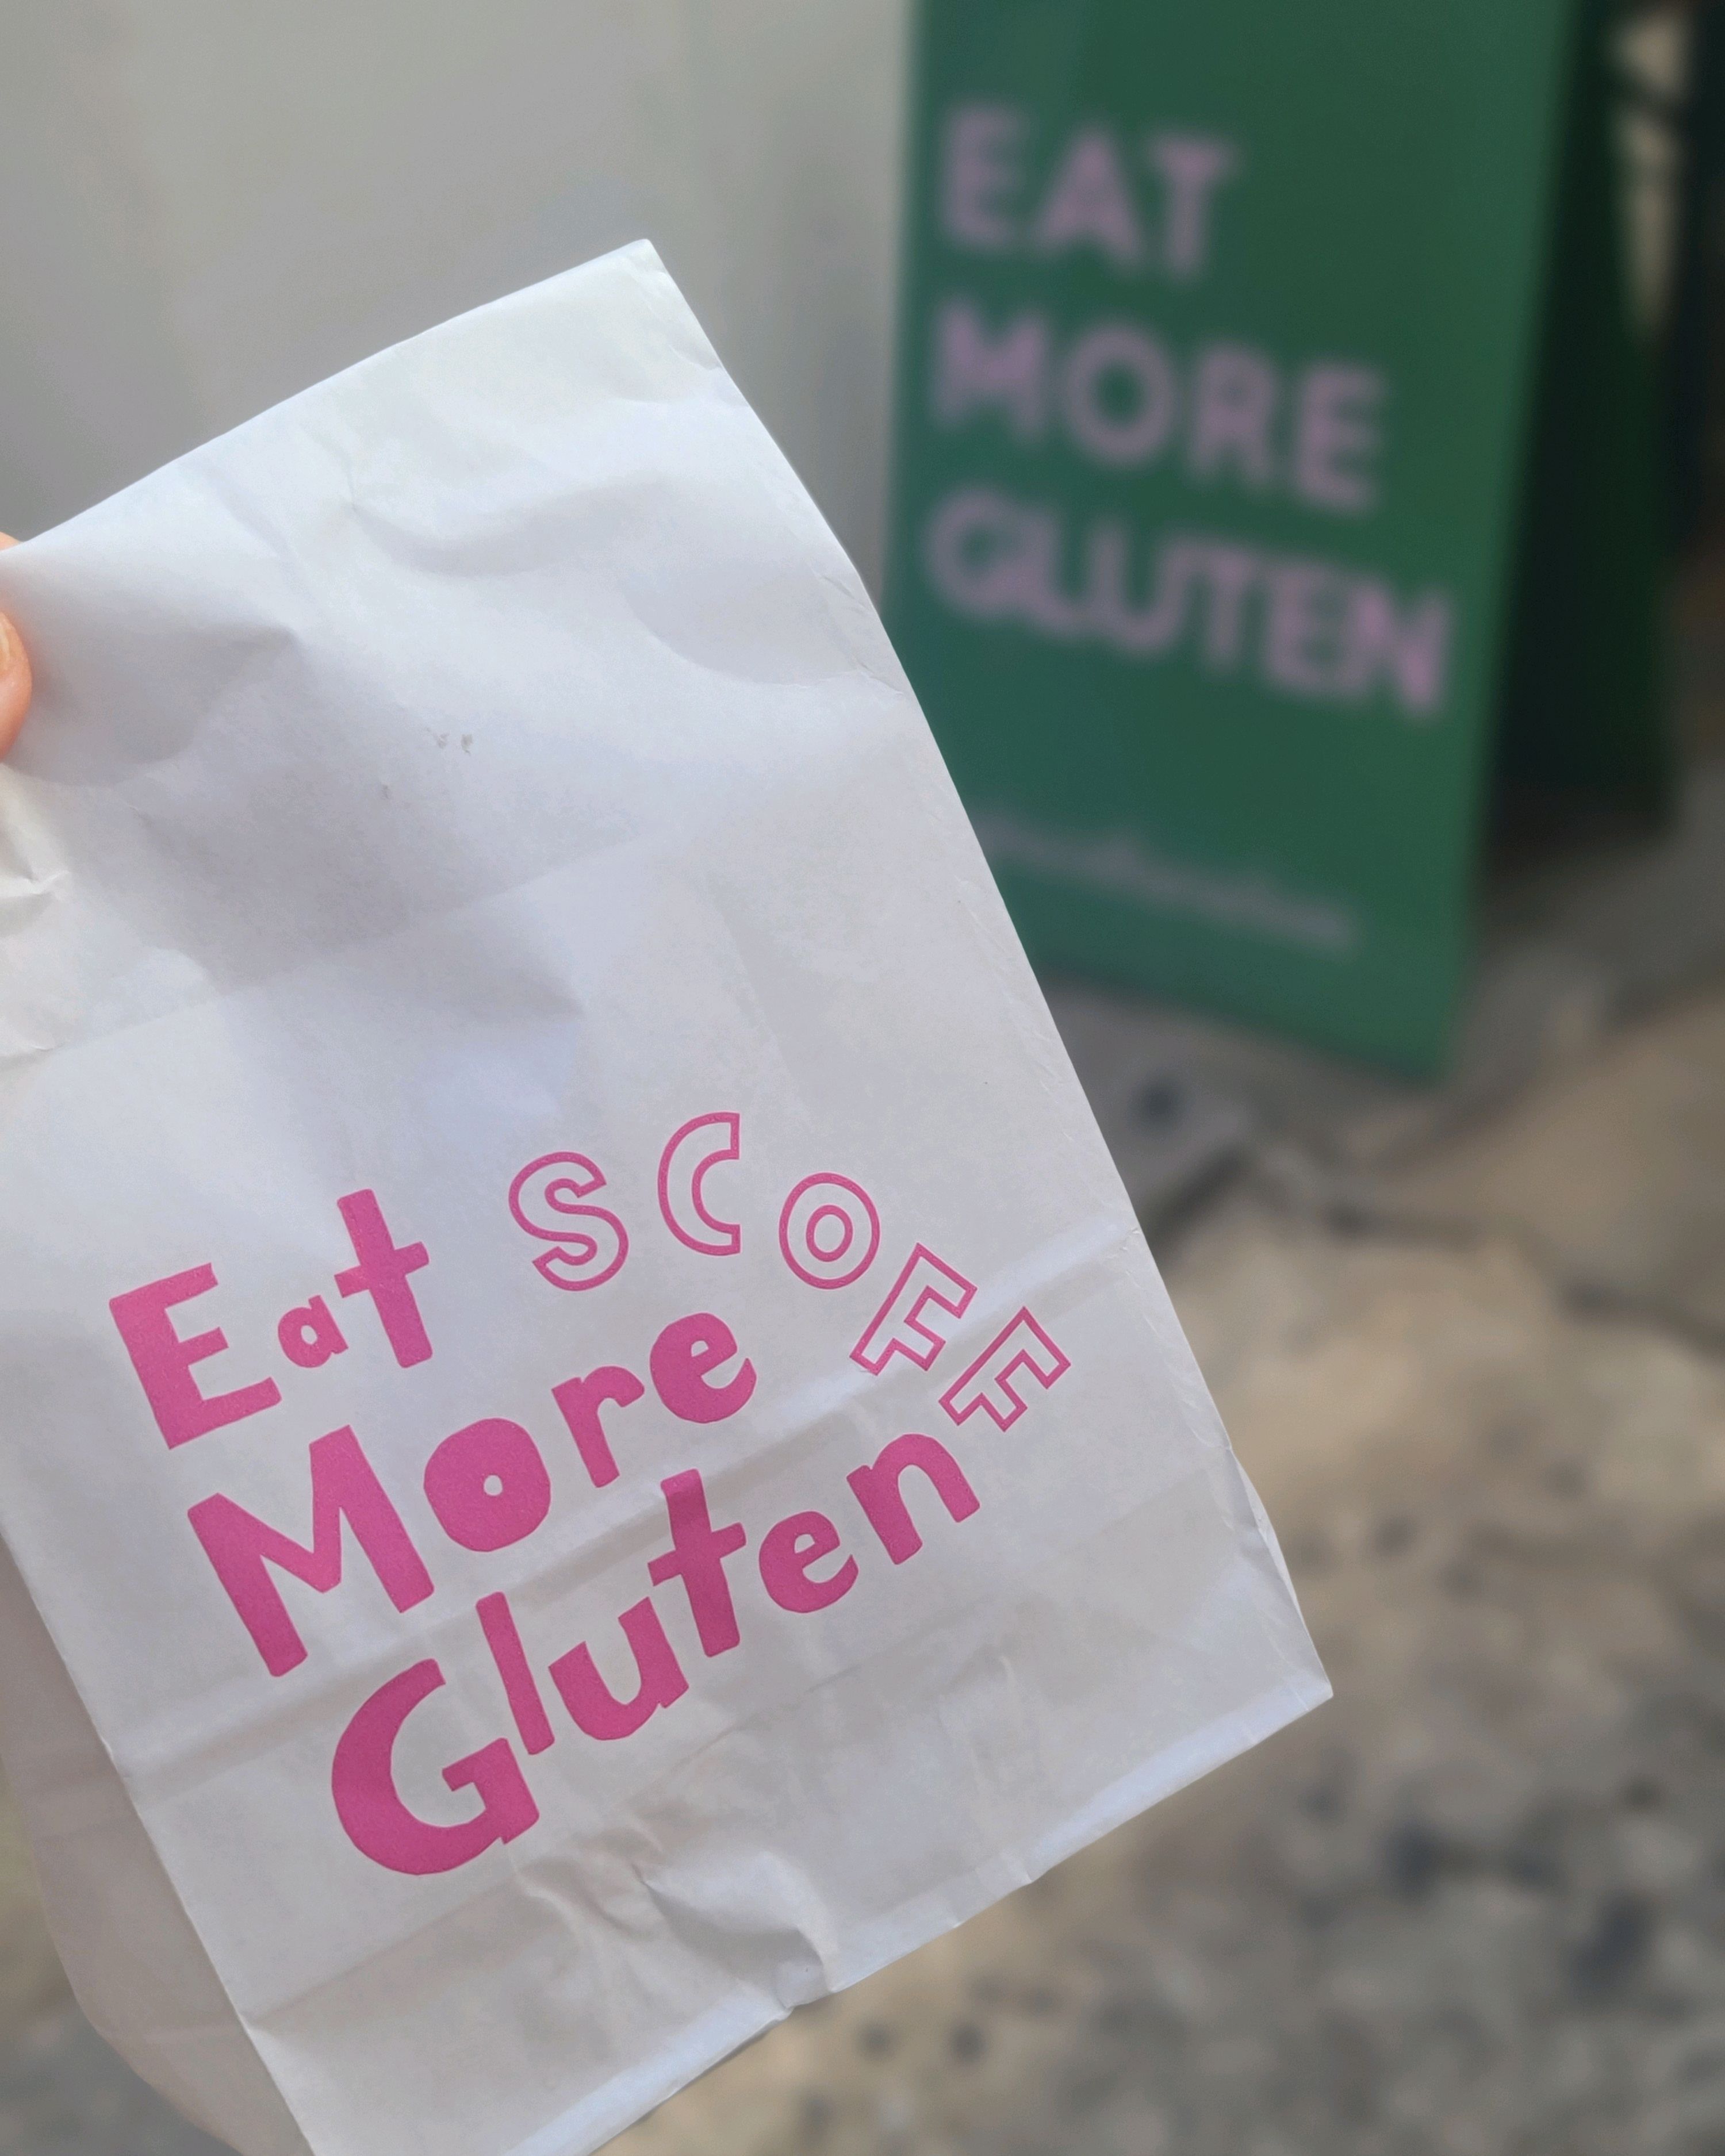 Eat
More
Gluten
SCOFF
EAT
MORE
GLUTEN